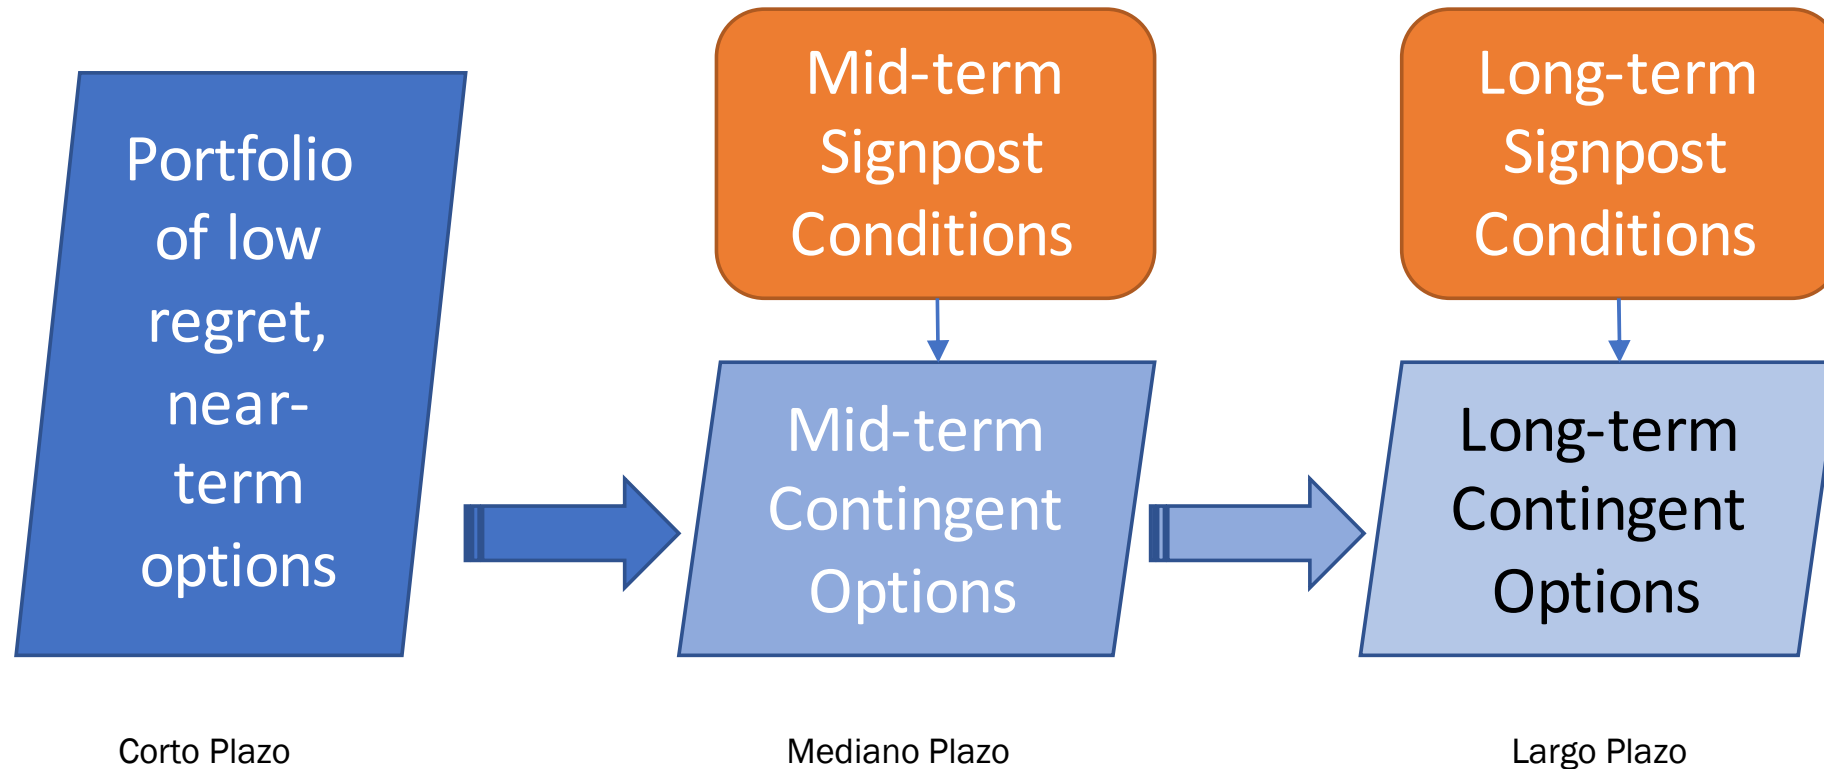 Portfolio
of low
regret,
near-
term
options
Mid-term
Signpost
Conditions
Mid-term
Contingent
Options
Long-term
Signpost
Conditions
Long-term
Contingent
Options
Corto Plazo
Mediano Plazo
Largo Plazo